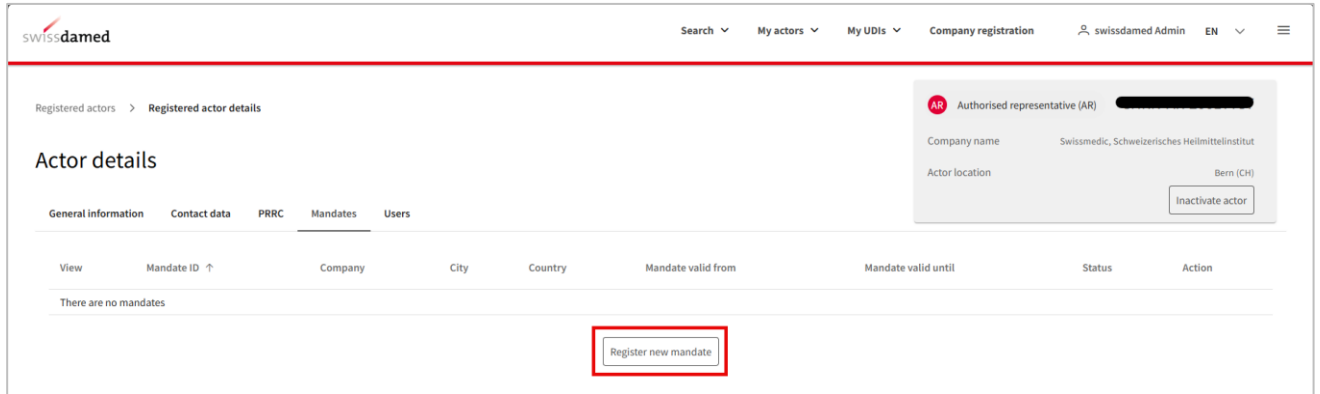 swissdamed
Search My actors My UDIs Company registration swissdamed Admin EN
Registered actors > Registered actor details
AR Authorised representative (AR)
Company name Swissmedic, Schweizerisches Heilmittelinstitut
Actor location Bern (CH)
Inactivate actor
Actor details
General information Contact data PRRC Mandates Users
View Mandate ID ↑ Company City Country Mandate valid from Mandate valid until Status Action
There are no mandates
Register new mandate